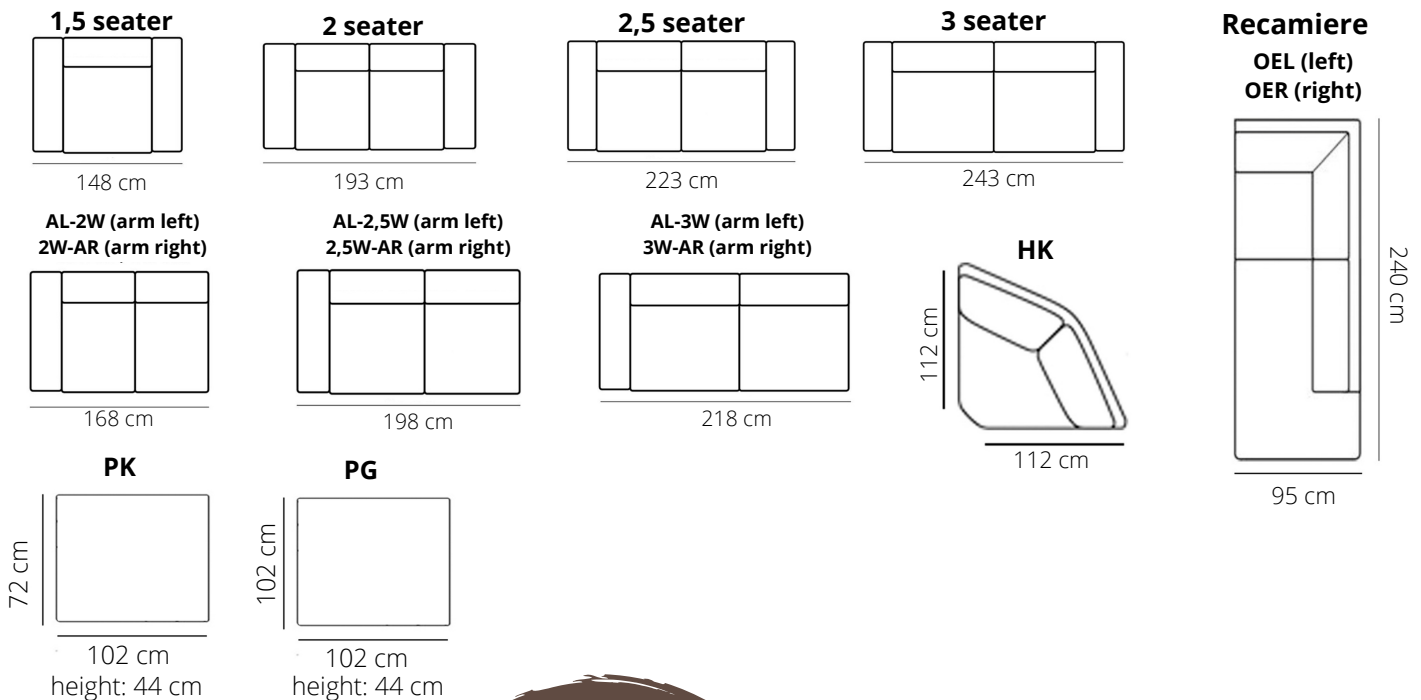 1,5 seater
148 cm
2 seater
193 cm
2,5 seater
223 cm
3 seater
243 cm
Recamiere
OEL (left)
OER (right)
240 cm
95 cm
AL-2W (arm left)
2W-AR (arm right)
168 cm
AL-2,5W (arm left)
2,5W-AR (arm right)
198 cm
AL-3W (arm left)
3W-AR (arm right)
218 cm
HK
112 cm
112 cm
PK
72 cm
102 cm
height: 44 cm
PG
102 cm
102 cm
height: 44 cm